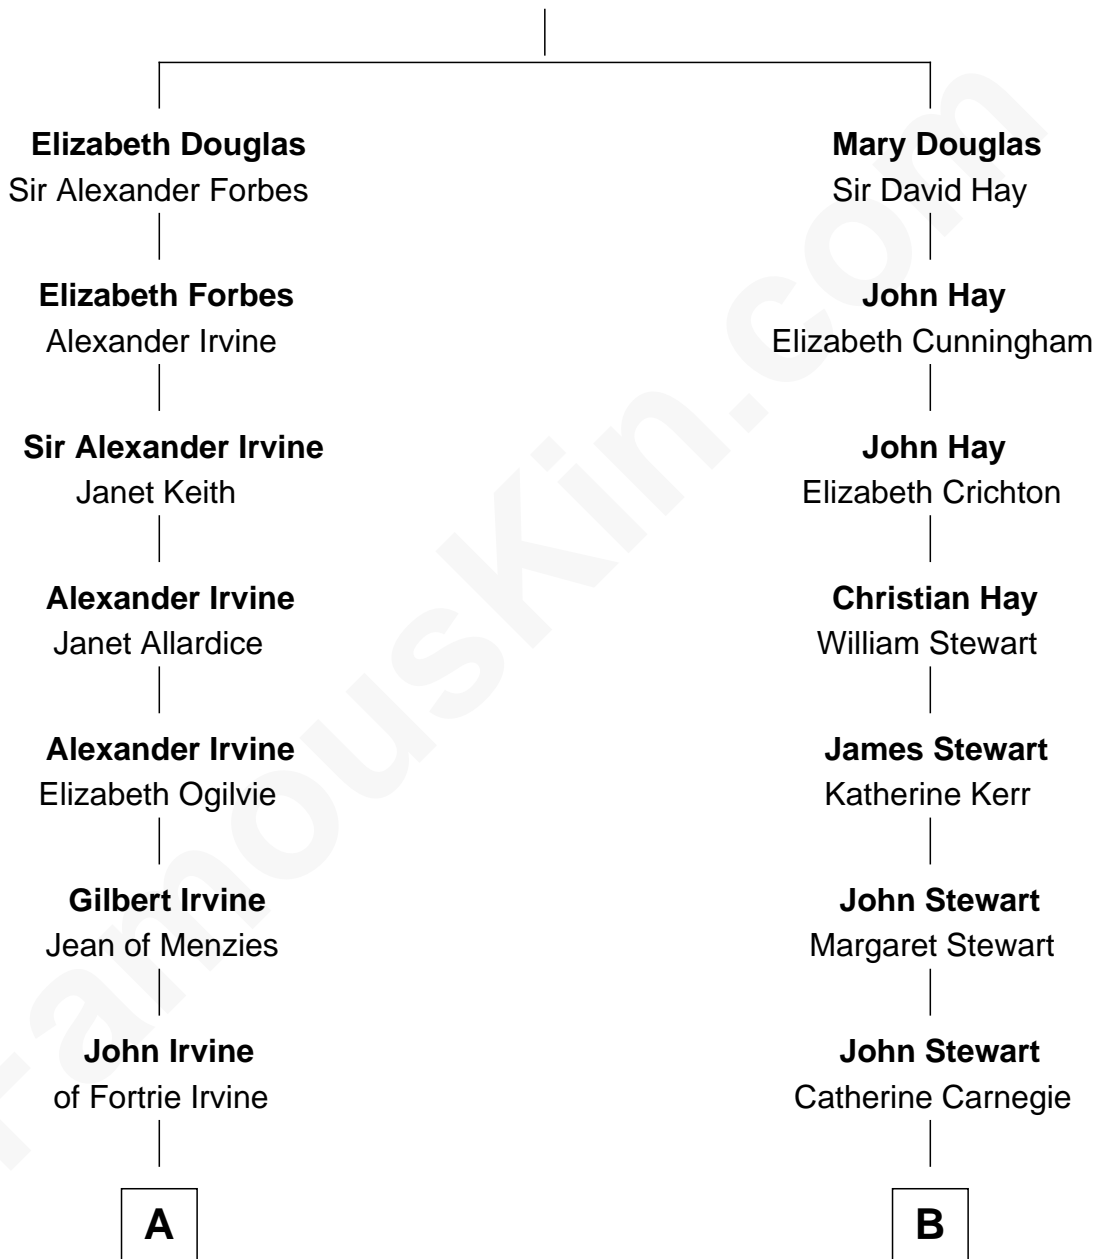 Elizabeth Douglas
Sir Alexander Forbes
Elizabeth Forbes
Alexander Irvine
Sir Alexander Irvine
Janet Keith
Alexander Irvine
Janet Allardice
Alexander Irvine
Elizabeth Ogilvie
Gilbert Irvine
Jean of Menzies
John Irvine
of Fortrie Irvine
A
Mary Douglas
Sir David Hay
John Hay
Elizabeth Cunningham
John Hay
Elizabeth Crichton
Christian Hay
William Stewart
James Stewart
Katherine Kerr
John Stewart
Margaret Stewart
John Stewart
Catherine Carnegie
B
FamousKin.com